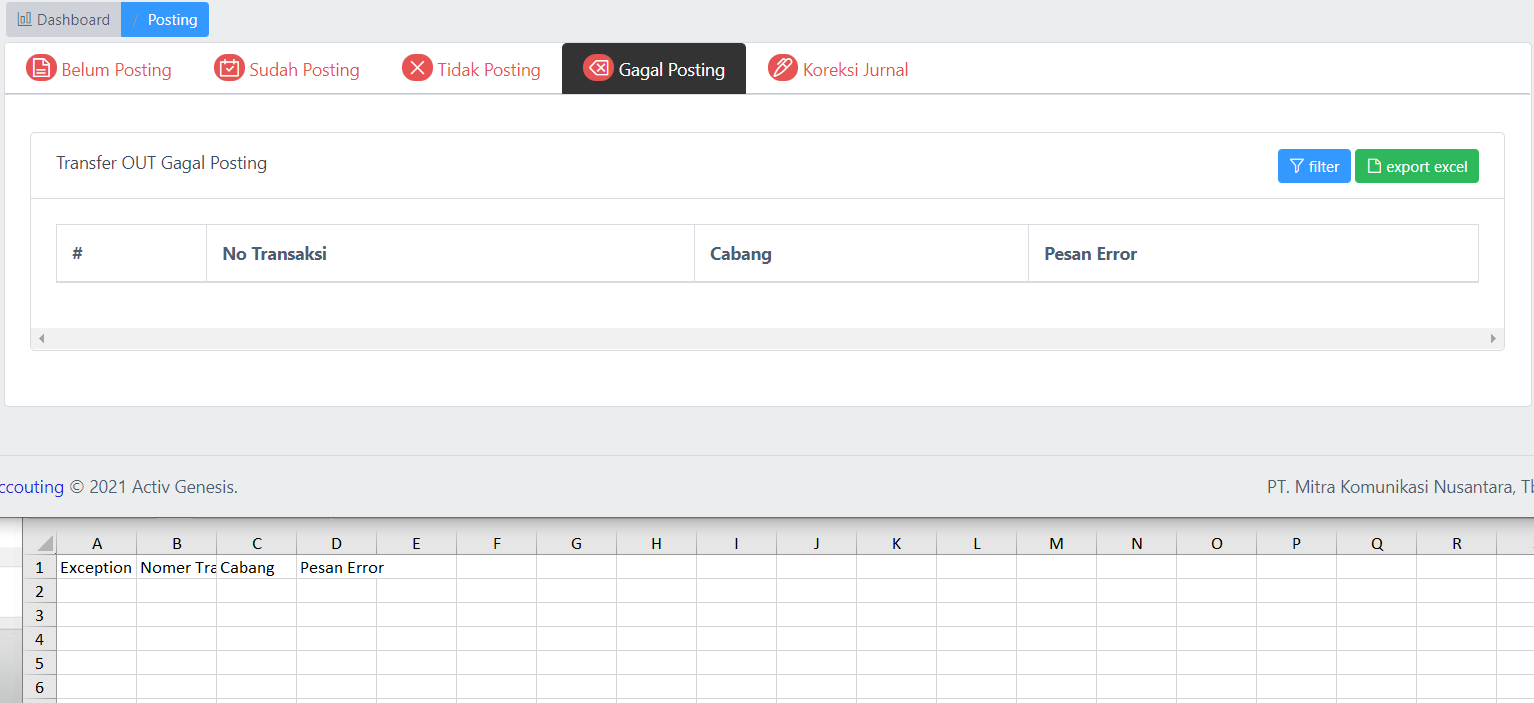 Dashboard / Posting
Belum Posting Sudah Posting Tidak Posting Gagal Posting Koreksi Jurnal
Transfer OUT Gagal Posting filter export excel
# No Transaksi Cabang Pesan Error
ccouting © 2021 Activ Genesis. PT. Mitra Komunikasi Nusantara, Tb
A B C D E F G H I J K L M N O P Q R
1 Exception Nomer Tra Cabang Pesan Error
2
3
4
5
6